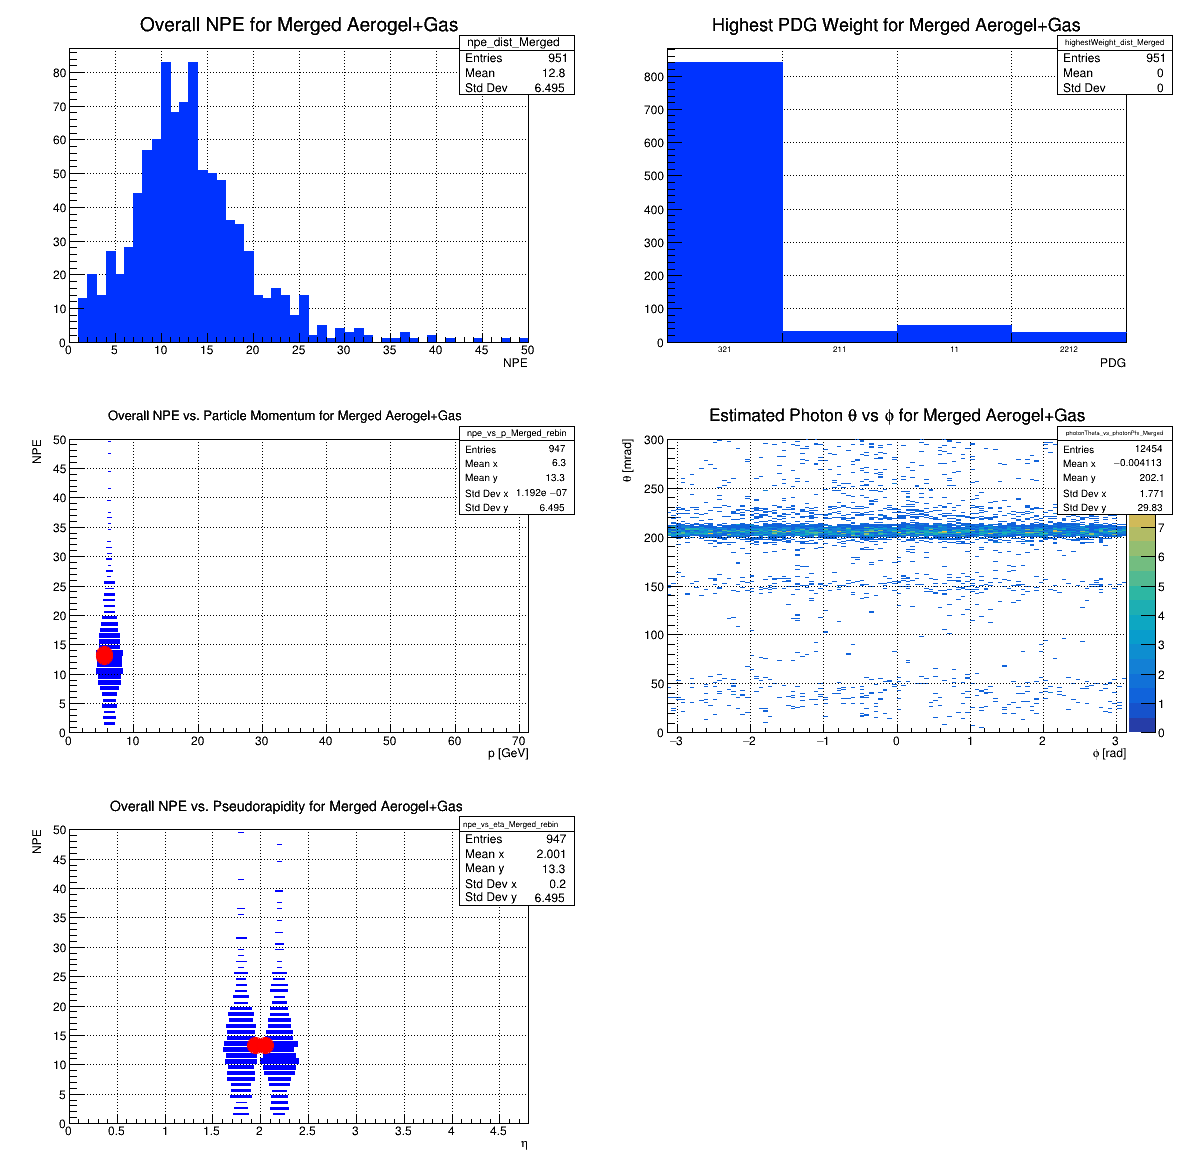 Overall NPE for Merged Aerogel+Gas
npe_dist_Merged
Entries 951
Mean 12.8
Std Dev 6.495
80
70
60
50
40
30
20
10
0
0 5 10 15 20 25 30 35 40 45 50
NPE
Highest PDG Weight for Merged Aerogel+Gas
highestWeight_dist_Merged
Entries 951
Mean 0
Std Dev 0
800
700
600
500
400
300
200
100
0
321 211 11 2212
PDG
Overall NPE vs. Particle Momentum for Merged Aerogel+Gas
NPE
npe_vs_p_Merged_rebin
Entries 947
Mean x 6.3
Mean y 13.3
Std Dev x 1.192e −07
Std Dev y 6.495
50
45
40
35
30
25
20
15
10
5
0
0 10 20 30 40 50 60 70
p [GeV]
Estimated Photon θ vs ϕ for Merged Aerogel+Gas
θ [mrad]
photonTheta_vs_photonPhi_Merged
Entries 12454
Mean x −0.004113
Mean y 202.1
Std Dev x 1.771
Std Dev y 29.83
300
250
200
150
100
50
0
−3 −2 −1 0 1 2 3
ϕ [rad]
7
6
5
4
3
2
1
0
Overall NPE vs. Pseudorapidity for Merged Aerogel+Gas
NPE
npe_vs_eta_Merged_rebin
Entries 947
Mean x 2.001
Mean y 13.3
Std Dev x 0.2
Std Dev y 6.495
50
45
40
35
30
25
20
15
10
5
0
0 0.5 1 1.5 2 2.5 3 3.5 4 4.5
η